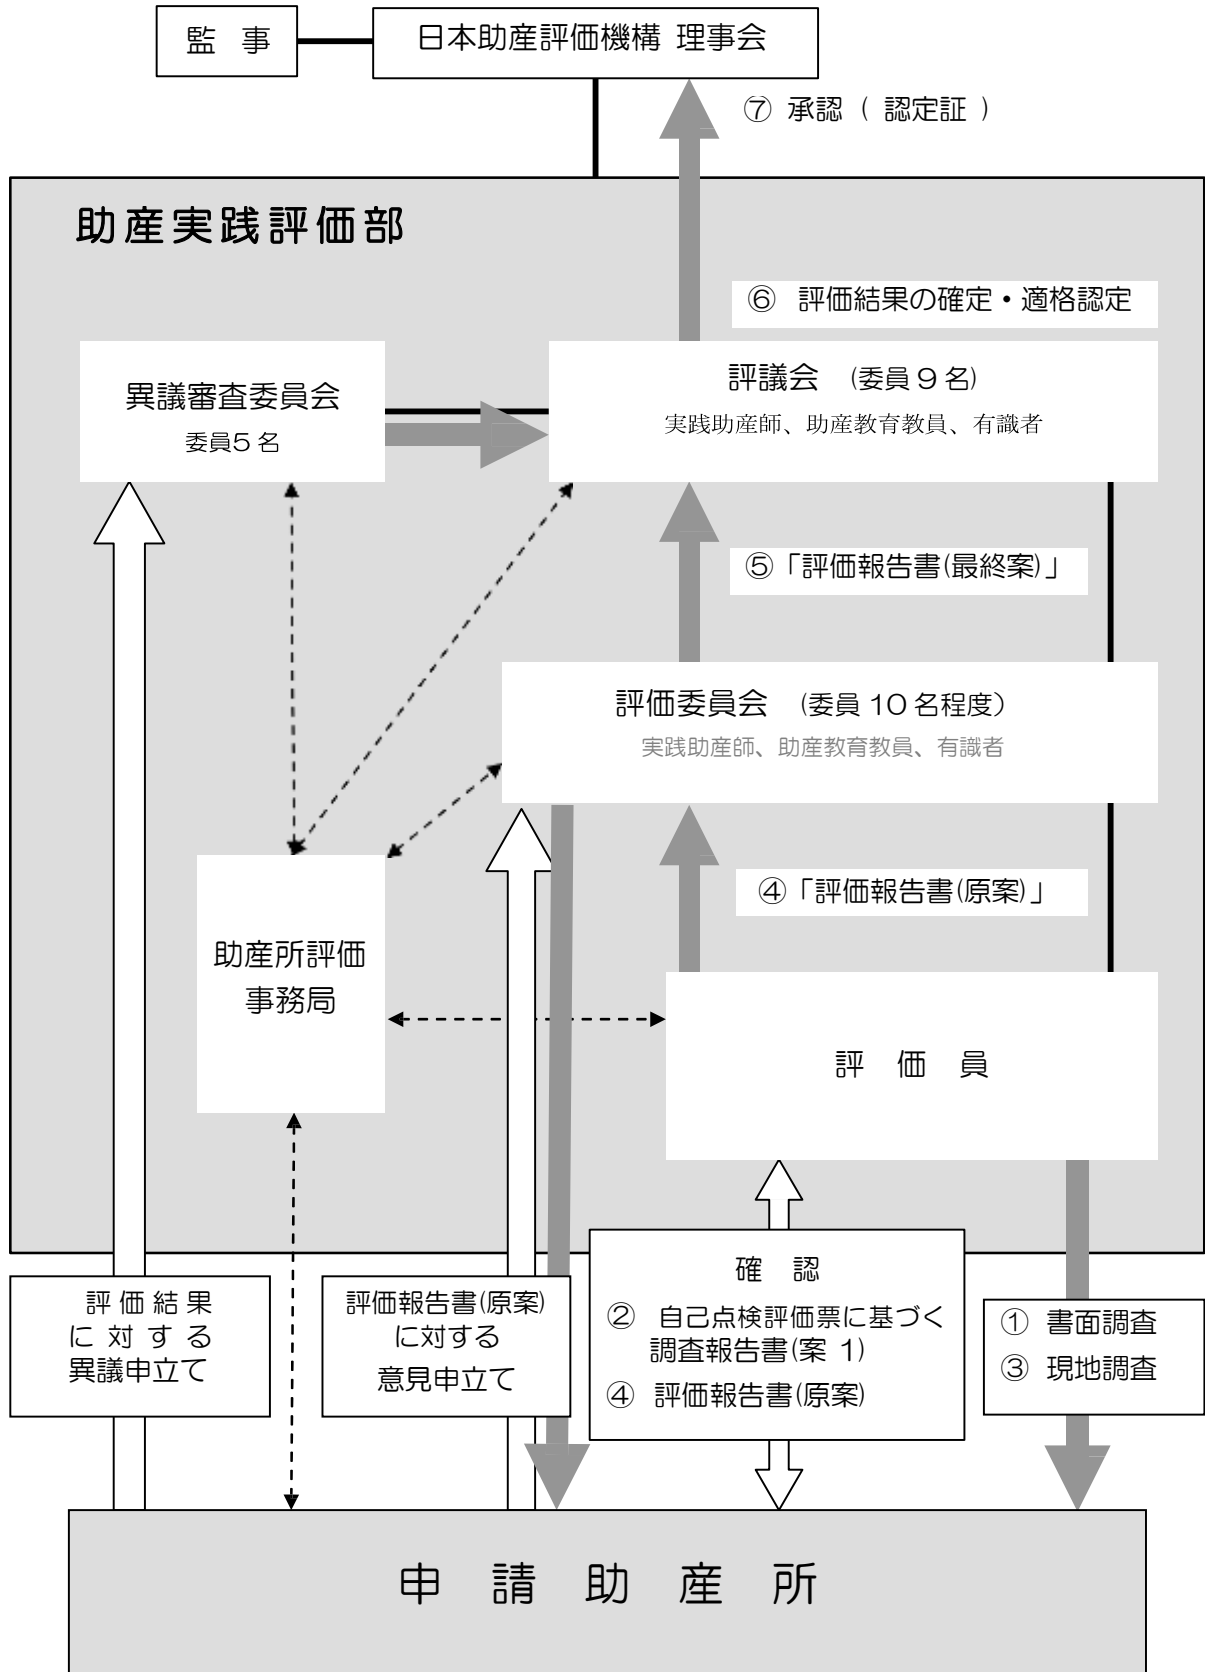 監 事
日本助産評価機構 理事会
⑦ 承認 ( 認定証 )
助産実践評価部
⑥ 評価結果の確定・適格認定
異議審査委員会
委員5名
評議会 (委員9名)
実践助産師、助産教育教員、有識者
⑤「評価報告書(最終案)」
評価委員会 (委員10名程度)
実践助産師、助産教育教員、有識者
④「評価報告書(原案)」
助産所評価
事務局
評 価 員
評価結果
に対する
異議申立て
評価報告書(原案)
に対する
意見申立て
確 認
② 自己点検評価票に基づく
調査報告書(案 1)
④ 評価報告書(原案)
① 書面調査
③ 現地調査
申 請 助 産 所